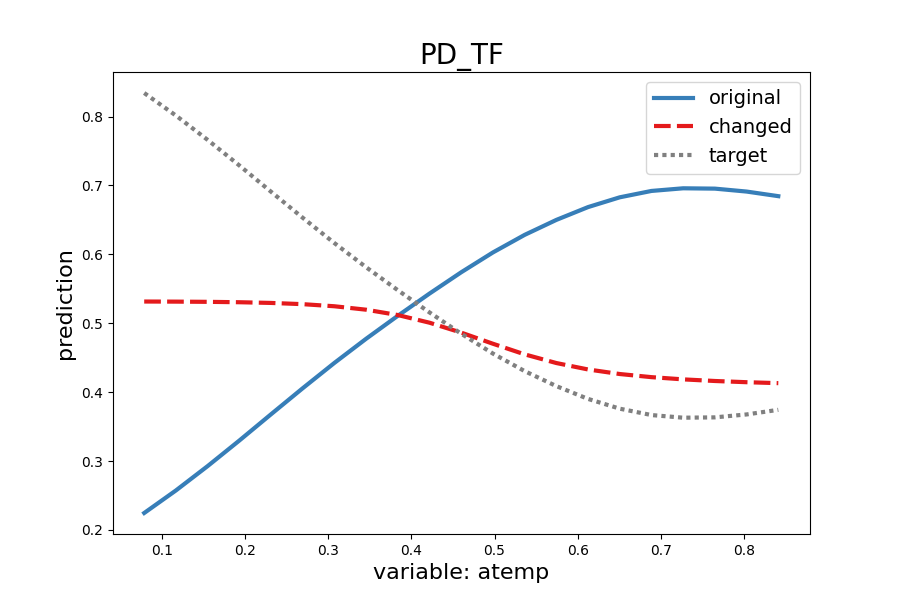 PD_TF
original
changed
target
prediction
0.8
0.7
0.6
0.5
0.4
0.3
0.2
0.1 0.2 0.3 0.4 0.5 0.6 0.7 0.8
variable: atemp